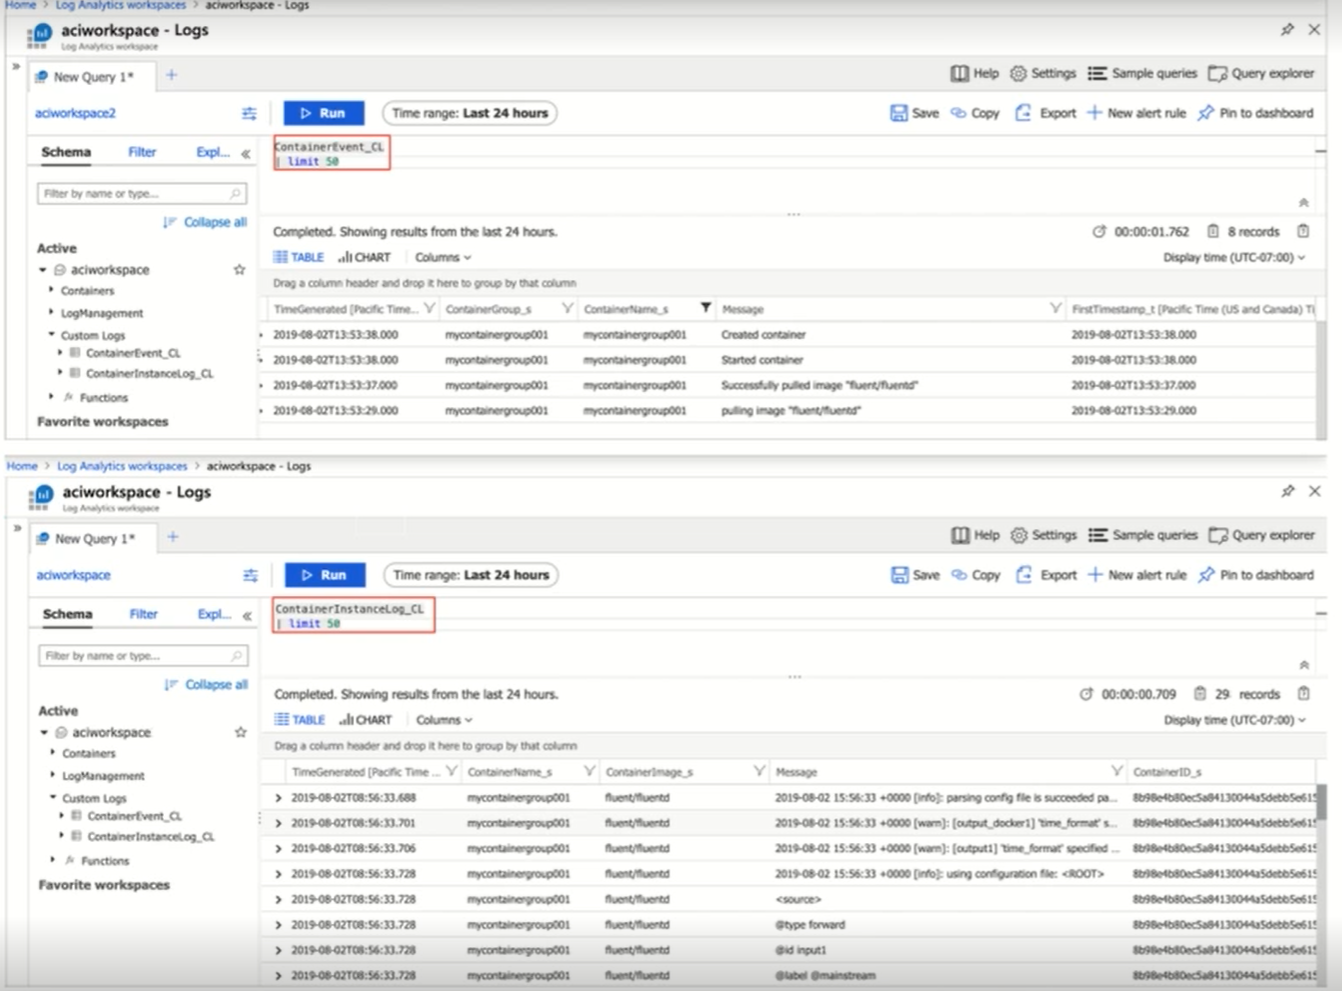 Home > Log Analytics workspaces > aciworkspace - Logs
aciworkspace - Logs
Log Analytics workspace
New Query 1*
Help Settings Sample queries Query explorer
aciworkspace2
Run
Time range: Last 24 hours
Save Copy Export New alert rule Pin to dashboard
Schema Filter Expl...
ContainerEvent_CL
| limit 50
Filter by name or type...
Collapse all
Completed. Showing results from the last 24 hours.
00:00:01.762 8 records
TABLE CHART Columns
Display time (UTC-07:00)
Active
aciworkspace
Containers
LogManagement
Custom Logs
ContainerEvent_CL
ContainerInstanceLog_CL
Functions
Favorite workspaces
Drag a column header and drop it here to group by that column
TimeGenerated [Pacific Time... ContainerGroup_s ContainerName_s Message FirstTimestamp_t [Pacific Time (US and Canada) Ti
2019-08-02T13:53:38.000 mycontainergroup001 mycontainergroup001 Created container 2019-08-02T13:53:38.000
2019-08-02T13:53:38.000 mycontainergroup001 mycontainergroup001 Started container 2019-08-02T13:53:38.000
2019-08-02T13:53:37.000 mycontainergroup001 mycontainergroup001 Successfully pulled image "fluent/fluentd" 2019-08-02T13:53:37.000
2019-08-02T13:53:29.000 mycontainergroup001 mycontainergroup001 pulling image "fluent/fluentd" 2019-08-02T13:53:29.000
Home > Log Analytics workspaces > aciworkspace - Logs
aciworkspace - Logs
Log Analytics workspace
New Query 1*
Help Settings Sample queries Query explorer
aciworkspace
Run
Time range: Last 24 hours
Save Copy Export New alert rule Pin to dashboard
Schema Filter Expl...
ContainerInstanceLog_CL
| limit 50
Filter by name or type...
Collapse all
Completed. Showing results from the last 24 hours.
00:00:00.709 29 records
TABLE CHART Columns
Display time (UTC-07:00)
Active
aciworkspace
Containers
LogManagement
Custom Logs
ContainerEvent_CL
ContainerInstanceLog_CL
Functions
Favorite workspaces
Drag a column header and drop it here to group by that column
TimeGenerated [Pacific Time ... ContainerName_s ContainerImage_s Message ContainerID_s
2019-08-02T08:56:33.688 mycontainergroup001 fluent/fluentd 2019-08-02 15:56:33 +0000 [info]: parsing config file is succeeded pa... 8b98e4b80ec5a84130044a5debb5e615
2019-08-02T08:56:33.701 mycontainergroup001 fluent/fluentd 2019-08-02 15:56:33 +0000 [warn]: [output_docker1] 'time_format' s... 8b98e4b80ec5a84130044a5debb5e615
2019-08-02T08:56:33.706 mycontainergroup001 fluent/fluentd 2019-08-02 15:56:33 +0000 [warn]: [output1] 'time_format' specified ... 8b98e4b80ec5a84130044a5debb5e615
2019-08-02T08:56:33.728 mycontainergroup001 fluent/fluentd 2019-08-02 15:56:33 +0000 [info]: using configuration file: <ROOT> 8b98e4b80ec5a84130044a5debb5e615
2019-08-02T08:56:33.728 mycontainergroup001 fluent/fluentd <source> 8b98e4b80ec5a84130044a5debb5e615
2019-08-02T08:56:33.728 mycontainergroup001 fluent/fluentd @type forward 8b98e4b80ec5a84130044a5debb5e615
2019-08-02T08:56:33.728 mycontainergroup001 fluent/fluentd @id input1 8b98e4b80ec5a84130044a5debb5e615
2019-08-02T08:56:33.728 mycontainergroup001 fluent/fluentd @label @mainstream 8b98e4b80ec5a84130044a5debb5e615